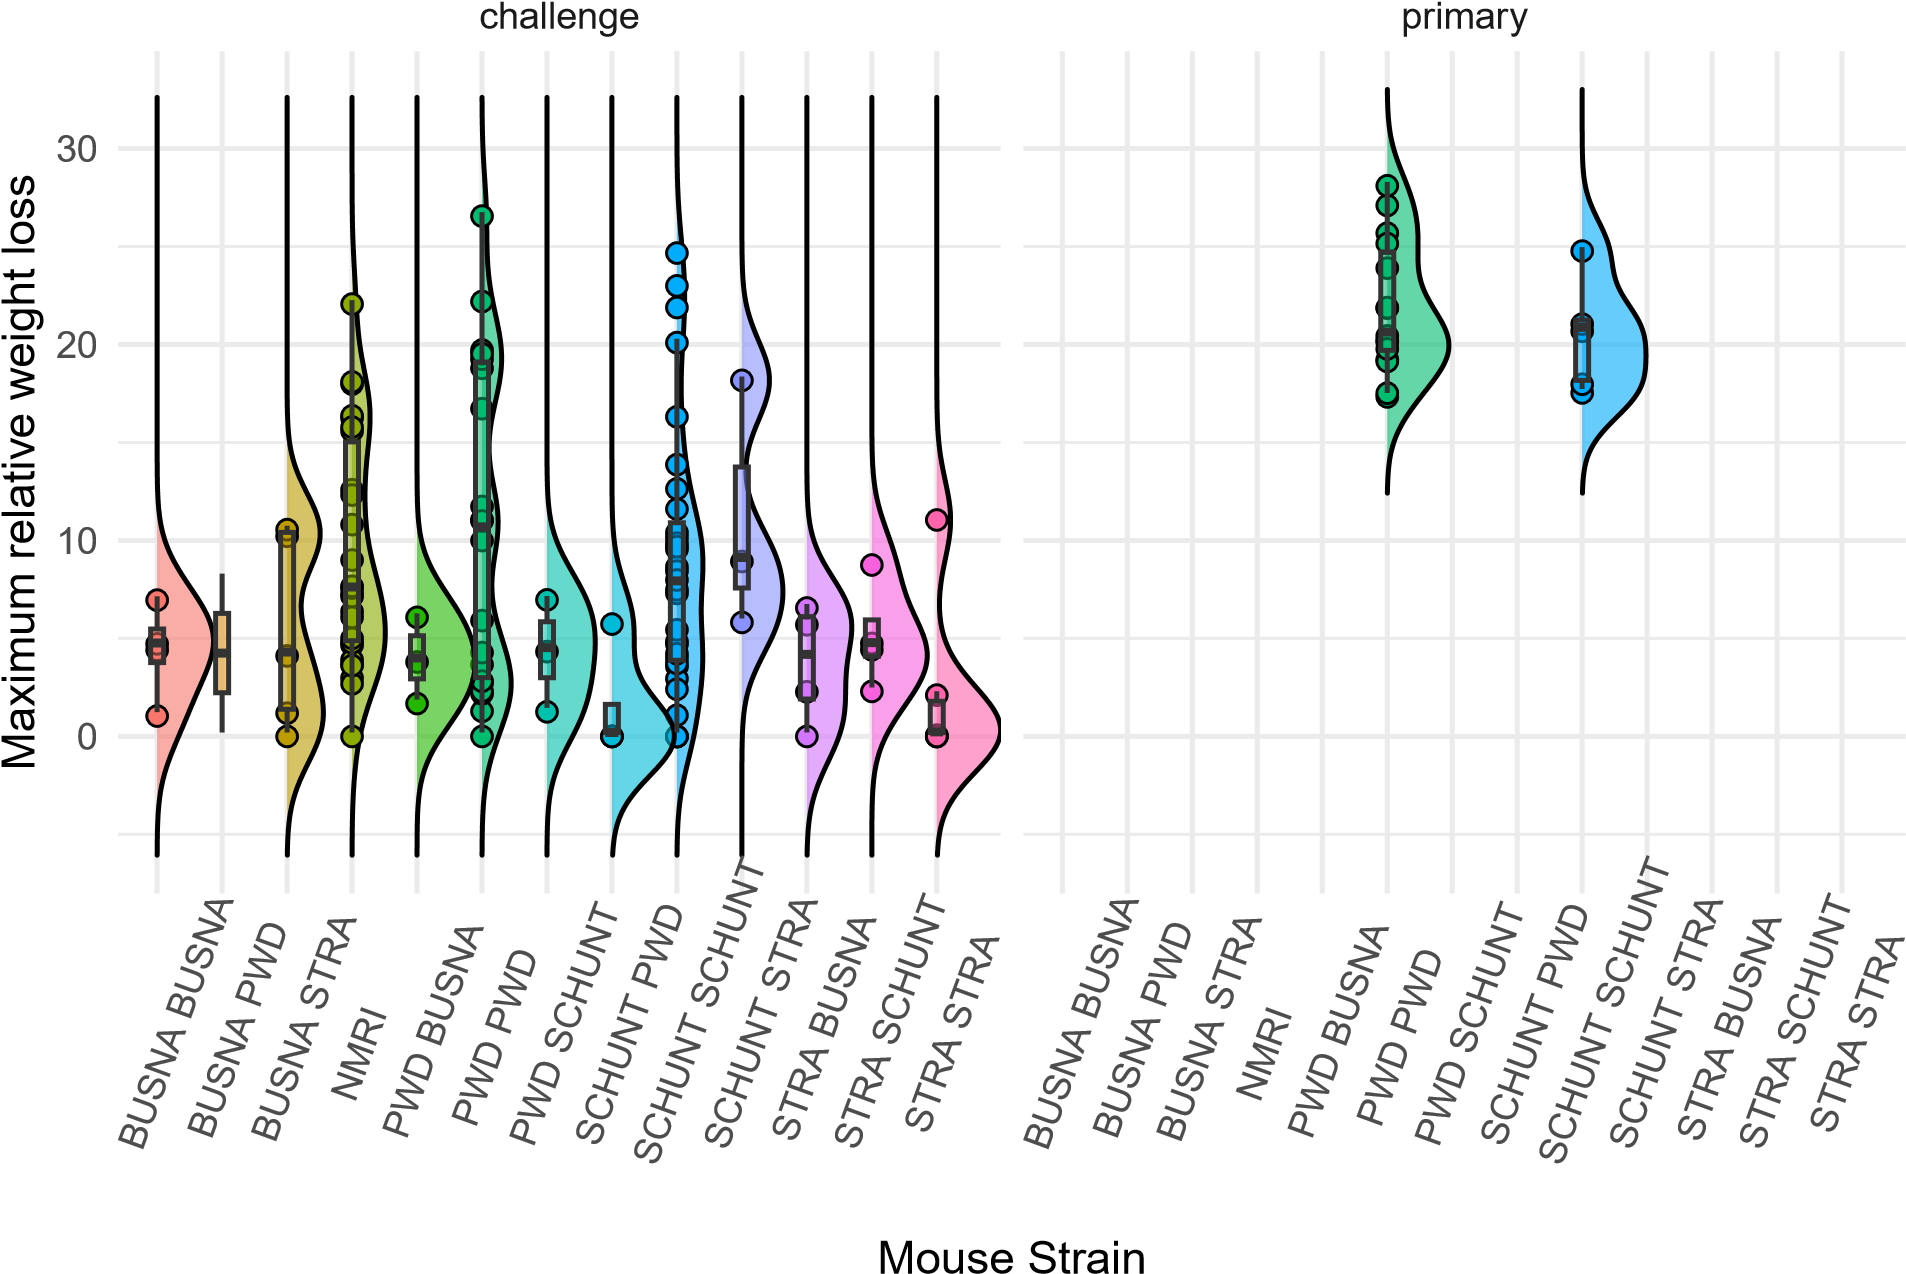 challenge
primary
Maximum relative weight loss
30
20
10
0
BUSNA BUSNA
BUSNA PWD
BUSNA STRA
NMRI
PWD BUSNA
PWD PWD
PWD SCHUNT
SCHUNT PWD
SCHUNT SCHUNT
SCHUNT STRA
STRA BUSNA
STRA SCHUNT
STRA STRA
BUSNA BUSNA
BUSNA PWD
BUSNA STRA
NMRI
PWD BUSNA
PWD PWD
PWD SCHUNT
SCHUNT PWD
SCHUNT SCHUNT
SCHUNT STRA
STRA BUSNA
STRA SCHUNT
STRA STRA
Mouse Strain